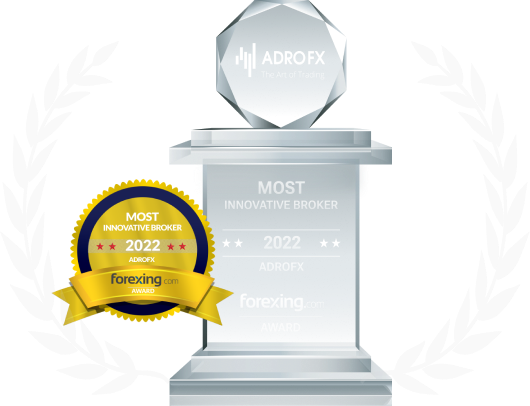 ADROFX
The Art of Trading
MOST
INNOVATIVE BROKER
2022
ADROFX
forexing.com
AWARD
MOST
INNOVATIVE BROKER
2022
ADROFX
forexing.com
AWARD